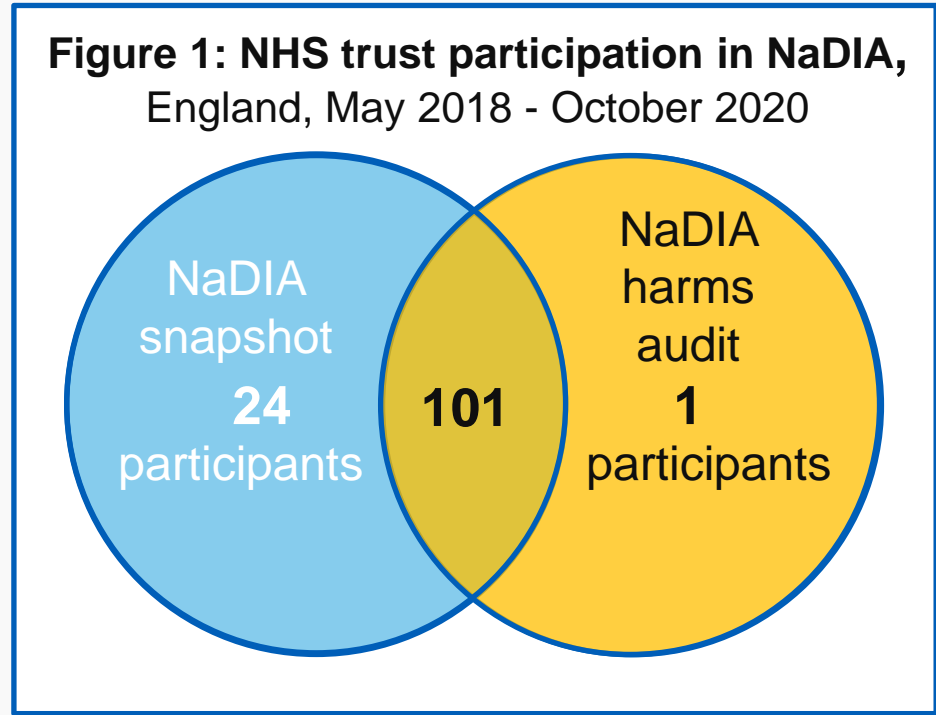 Figure 1: NHS trust participation in NaDIA,
England, May 2018 - October 2020
NaDIA
snapshot
24
participants
101
NaDIA
harms
audit
1
participants